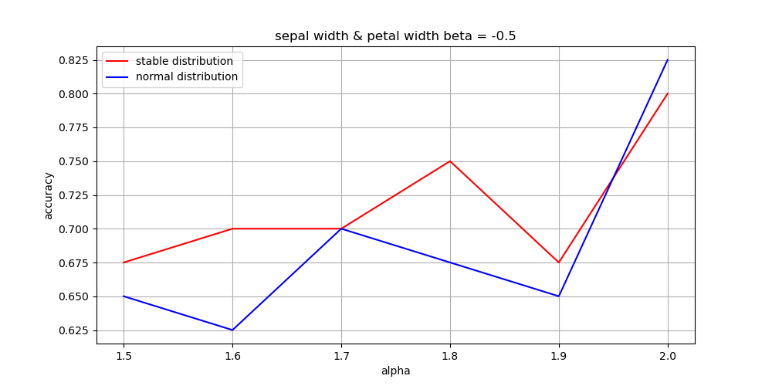 sepal width & petal width beta = -0.5
stable distribution
normal distribution
0.825
0.800
0.775
0.750
0.725
0.700
0.675
0.650
0.625
accuracy
1.5 1.6 1.7 1.8 1.9 2.0
alpha